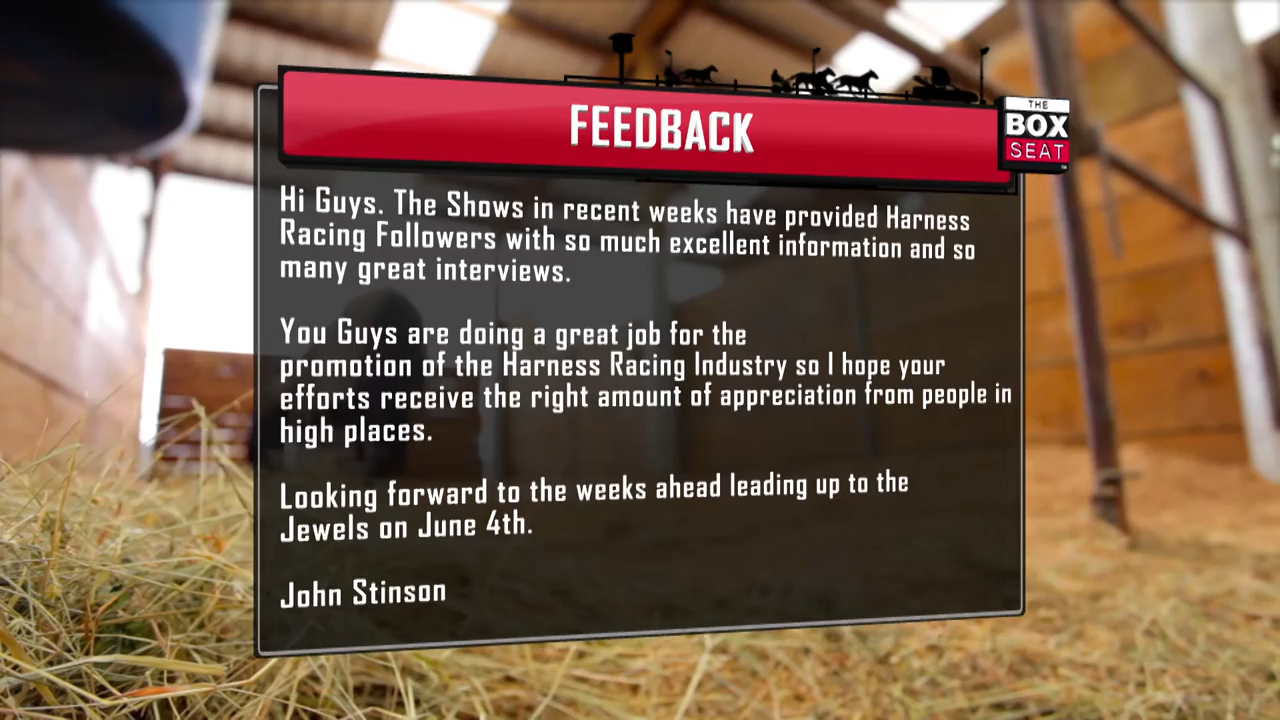 FEEDBACK
THE
BOX
SEAT
Hi Guys. The Shows in recent weeks have provided Harness
Racing Followers with so much excellent information and so
many great interviews.
You Guys are doing a great job for the
promotion of the Harness Racing Industry so I hope your
efforts receive the right amount of appreciation from people in
high places.
Looking forward to the weeks ahead leading up to the
Jewels on June 4th.
John Stinson